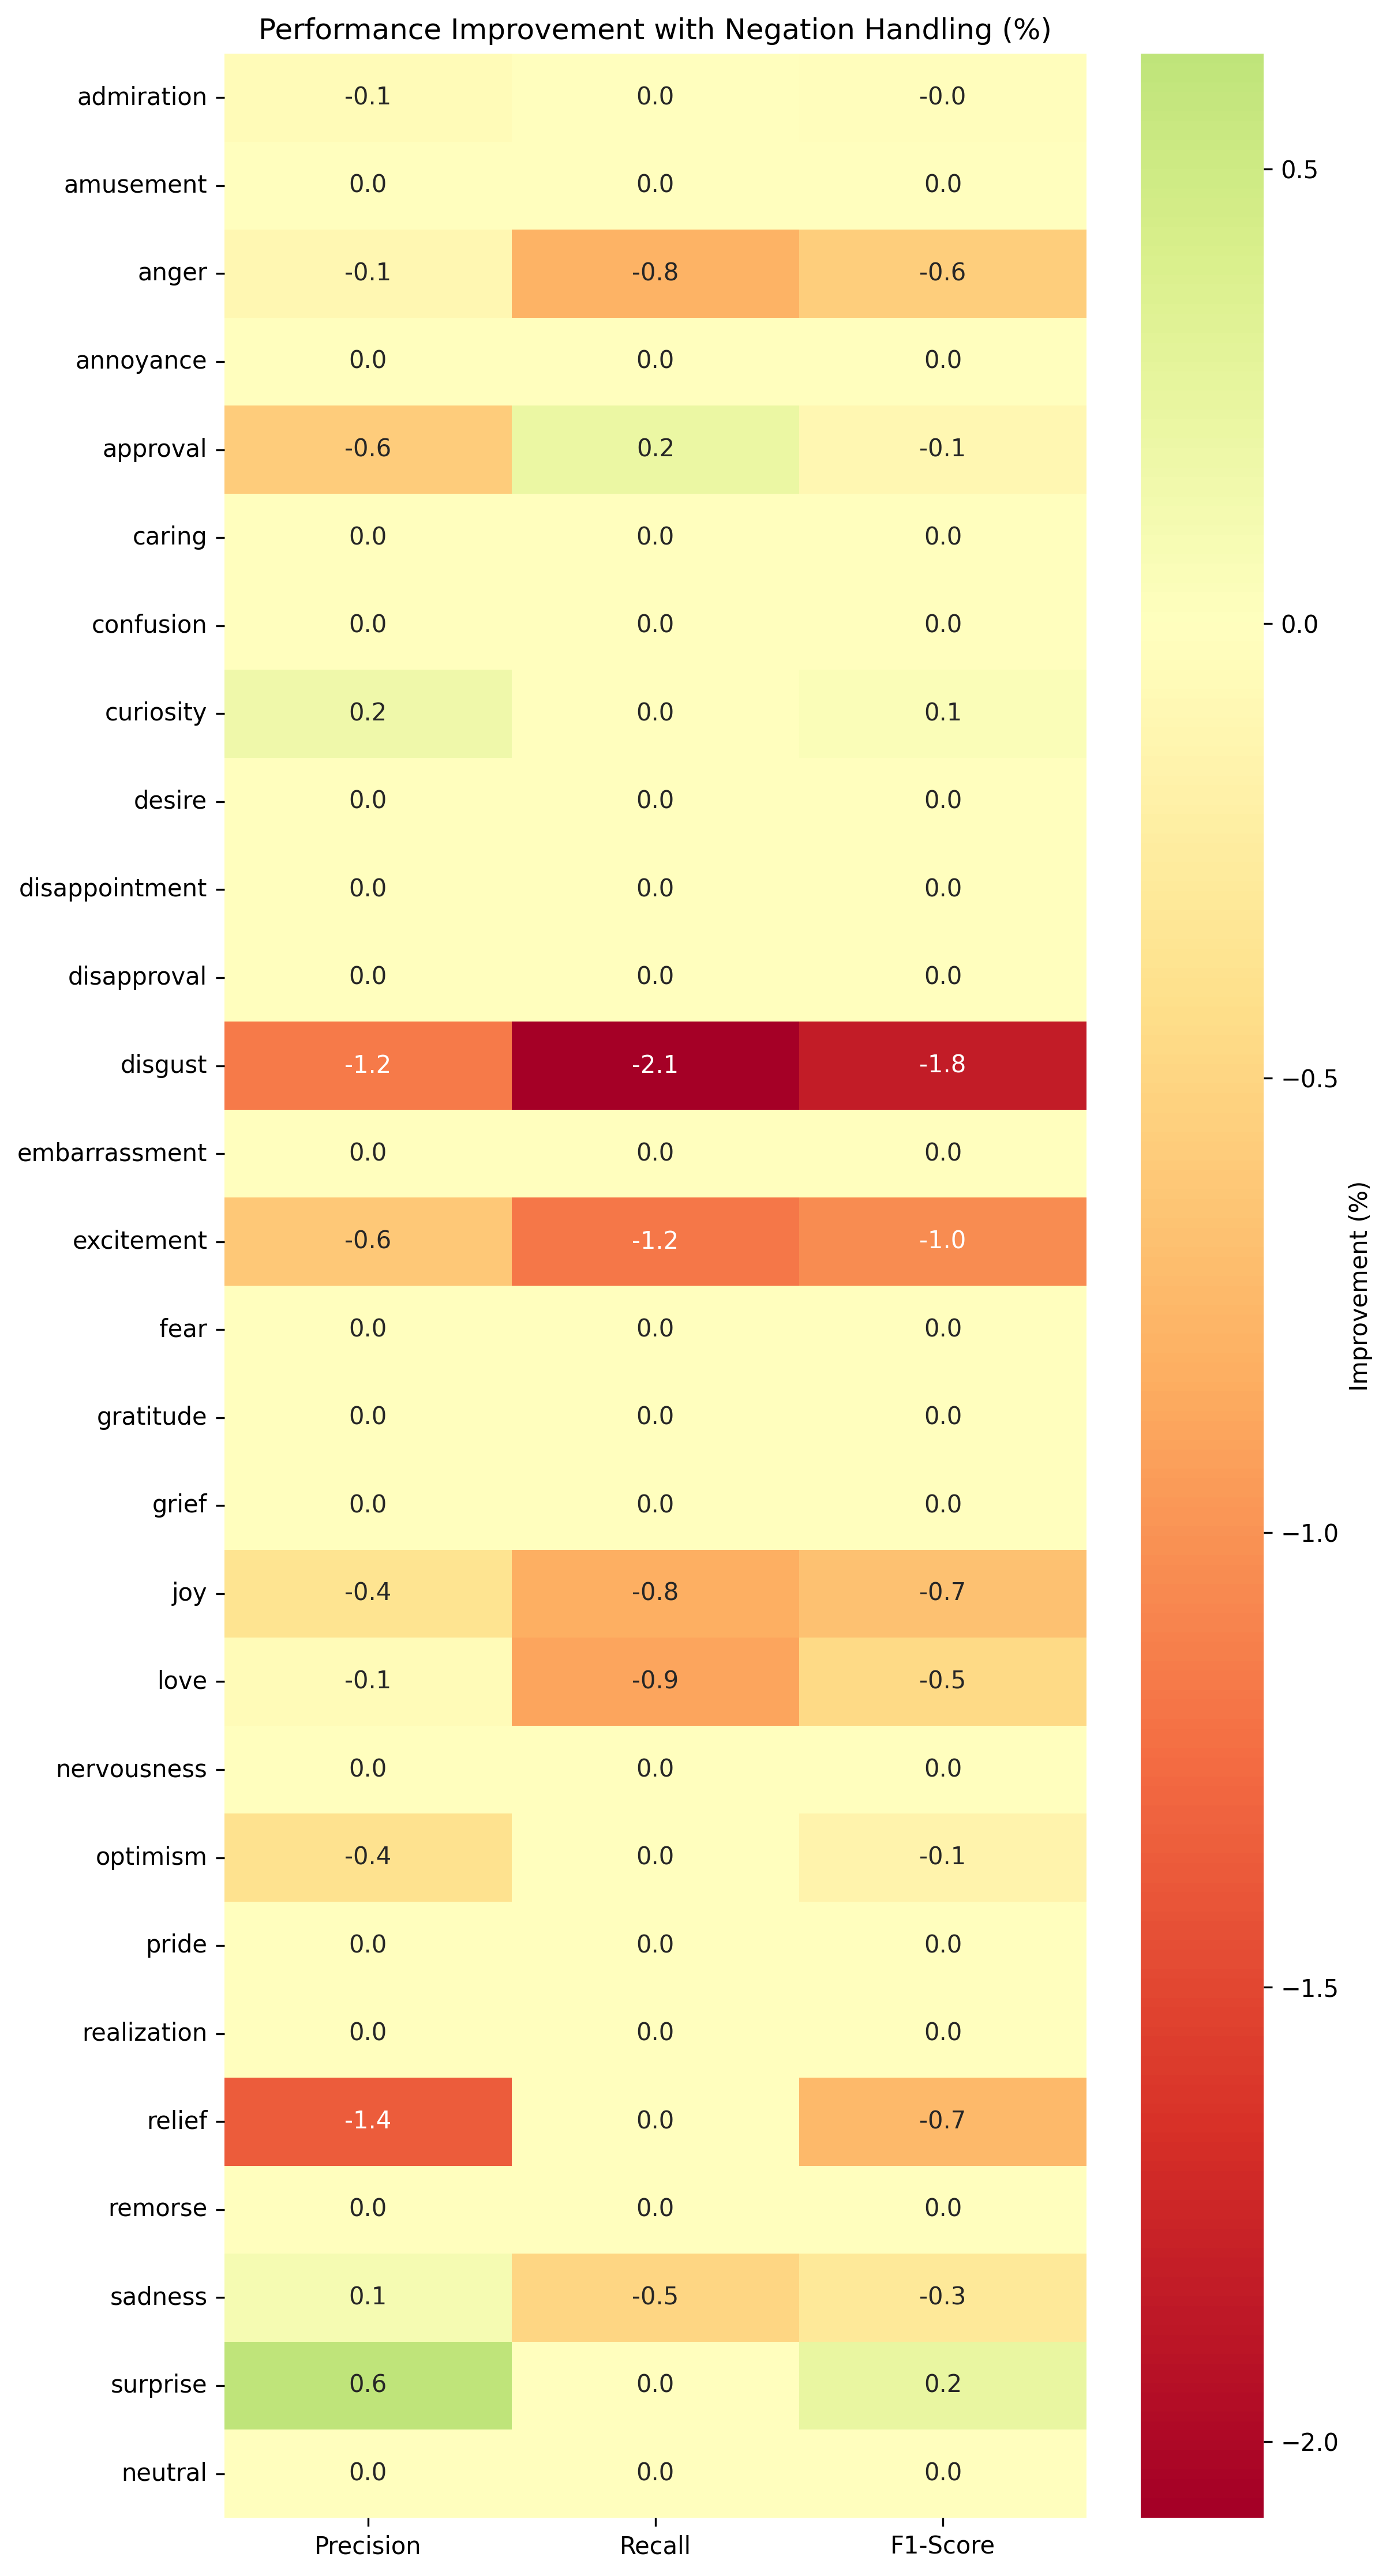 Performance Improvement with Negation Handling (%)
admiration -0.1 0.0 -0.0
amusement 0.0 0.0 0.0
anger -0.1 -0.8 -0.6
annoyance 0.0 0.0 0.0
approval -0.6 0.2 -0.1
caring 0.0 0.0 0.0
confusion 0.0 0.0 0.0
curiosity 0.2 0.0 0.1
desire 0.0 0.0 0.0
disappointment 0.0 0.0 0.0
disapproval 0.0 0.0 0.0
disgust -1.2 -2.1 -1.8
embarrassment 0.0 0.0 0.0
excitement -0.6 -1.2 -1.0
fear 0.0 0.0 0.0
gratitude 0.0 0.0 0.0
grief 0.0 0.0 0.0
joy -0.4 -0.8 -0.7
love -0.1 -0.9 -0.5
nervousness 0.0 0.0 0.0
optimism -0.4 0.0 -0.1
pride 0.0 0.0 0.0
realization 0.0 0.0 0.0
relief -1.4 0.0 -0.7
remorse 0.0 0.0 0.0
sadness 0.1 -0.5 -0.3
surprise 0.6 0.0 0.2
neutral 0.0 0.0 0.0
Precision Recall F1-Score
0.5
0.0
−0.5
−1.0
−1.5
−2.0
Improvement (%)